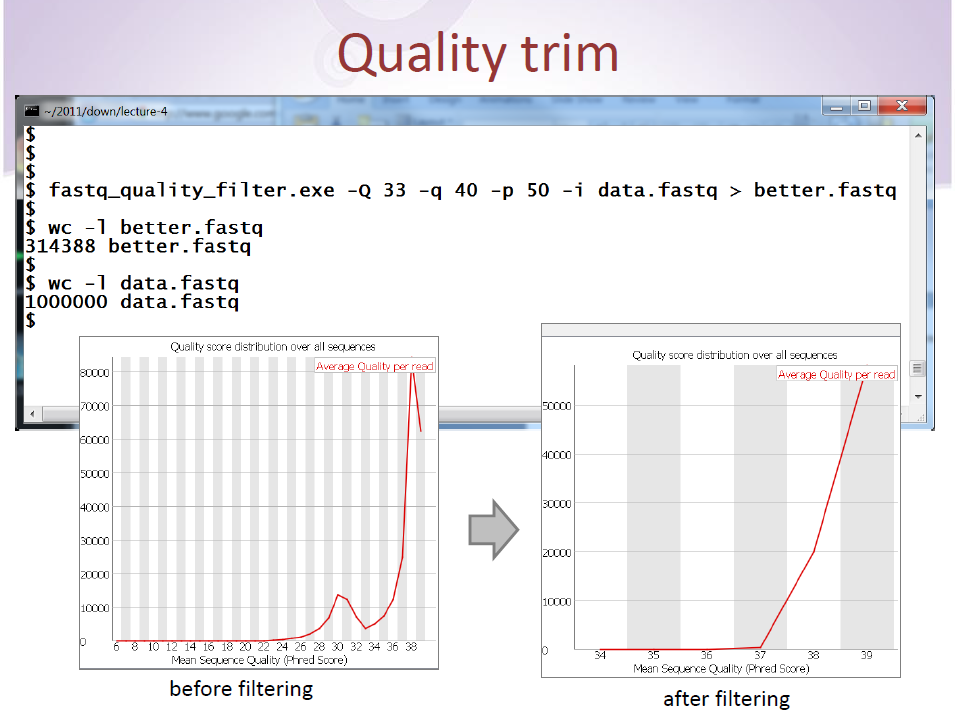 Quality trim
~/2011/down/lecture-4
$
$
$
$ fastq_quality_filter.exe -Q 33 -q 40 -p 50 -i data.fastq > better.fastq
$
$ wc -l better.fastq
314388 better.fastq
$
$ wc -l data.fastq
1000000 data.fastq
$
Quality score distribution over all sequences
Average Quality per read
80000
70000
60000
50000
40000
30000
20000
10000
0
6 8 10 12 14 16 18 20 22 24 26 28 30 32 34 36 38
Mean Sequence Quality (Phred Score)
before filtering
Quality score distribution over all sequences
Average Quality per read
50000
40000
30000
20000
10000
0
34 35 36 37 38 39
Mean Sequence Quality (Phred Score)
after filtering